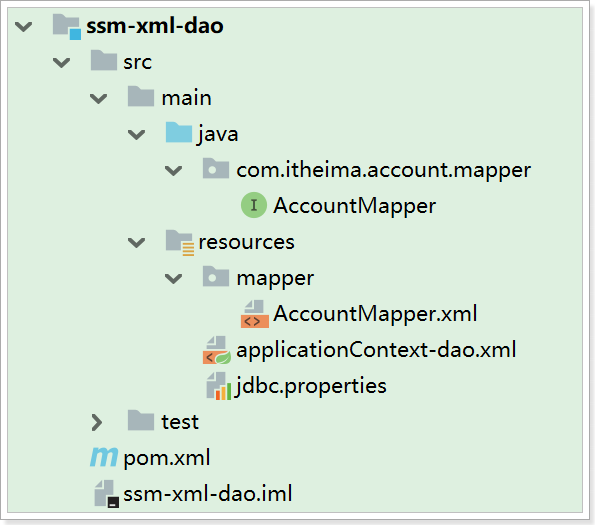 ssm-xml-dao
src
main
java
com.itheima.account.mapper
AccountMapper
resources
mapper
AccountMapper.xml
applicationContext-dao.xml
jdbc.properties
test
pom.xml
ssm-xml-dao.iml